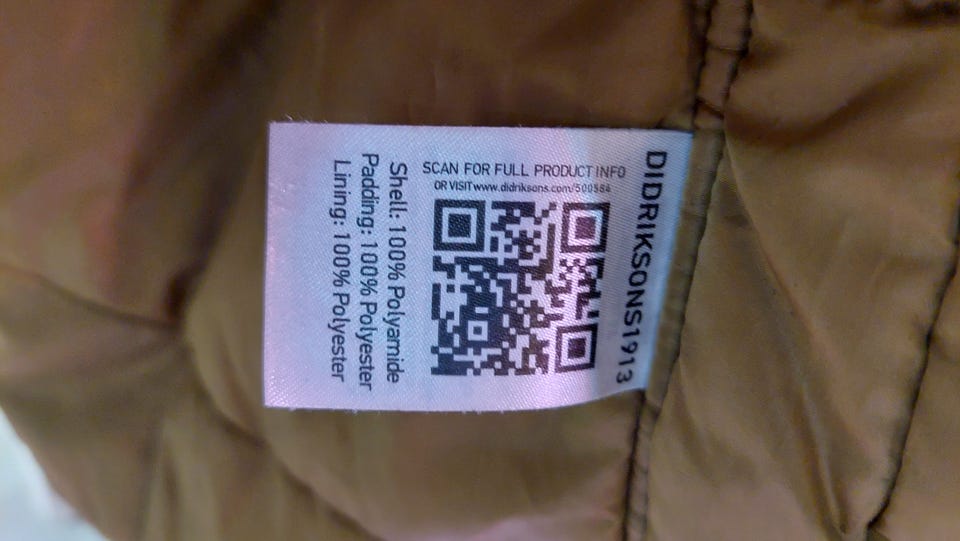 DIDRIKSONS1913
SCAN FOR FULL PRODUCT INFO
OR VISIT www.didriksons.com/500584
Shell: 100% Polyamide
Padding: 100% Polyester
Lining: 100% Polyester